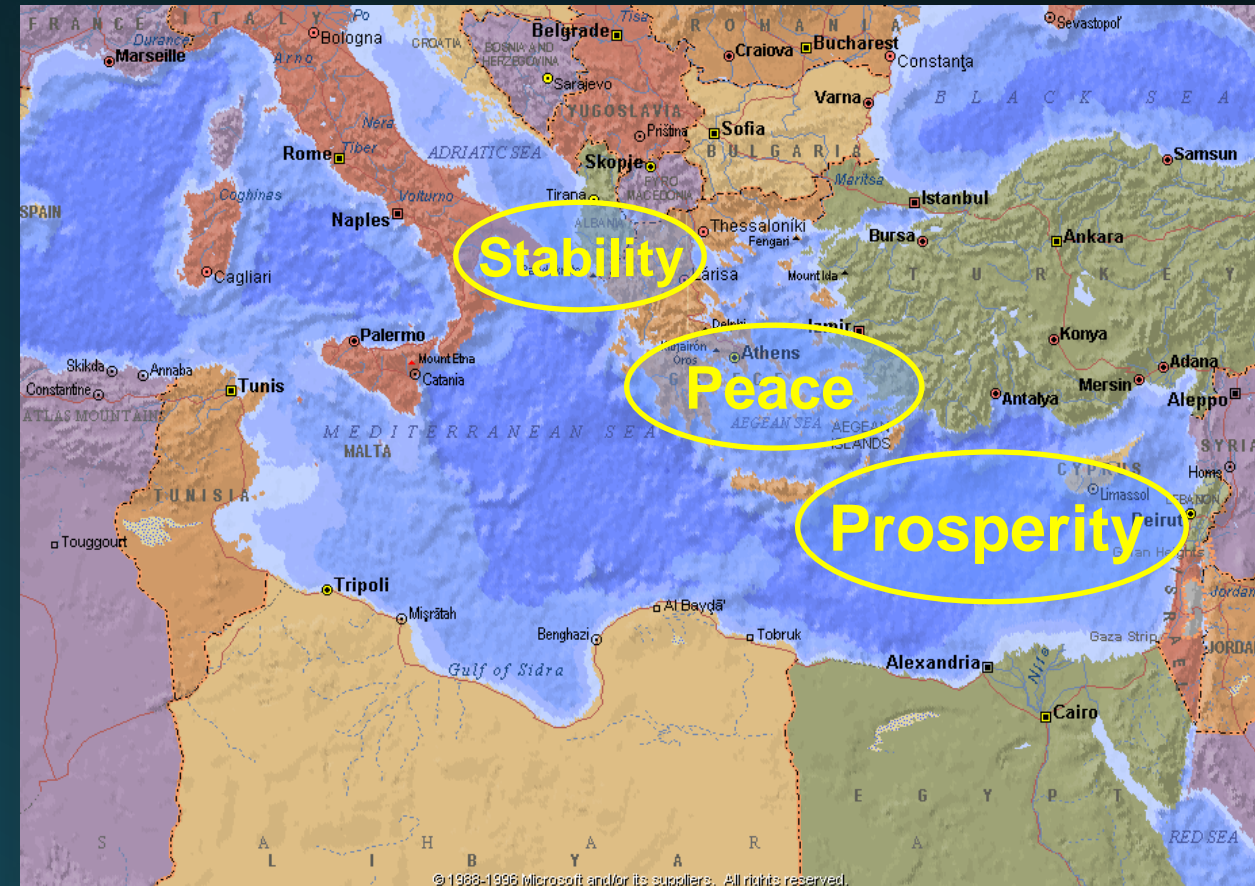 FRANCE
ITALY
Po
Tisa
ROMANIA
Sevastopol'
Durance
Bologna
CROATIA
Belgrade
Bucharest
Marseille
Arno
BOSNIA AND
HERZEGOVINA
Craiova
Constanţa
Sarajevo
Varna
BLACK SEA
YUGOSLAVIA
Nera
Priština
Sofia
Rome
Tiber
ADRIATIC SEA
Skopje
BULGARIA
Samsun
FYRO
MACEDONIA
Maritsa
Coghinas
Volturno
Tirana
Istanbul
SPAIN
Naples
ALBANIA
Thessaloníki
Fengari
Bursa
Ankara
Stability
Cagliari
Lárisa
Mount Ida
TURKEY
Delphi
Izmir
Palermo
Konya
Skikda
Annaba
Mount Etna
Óros
Athens
Adana
Constantine
Tunis
Catania
Peace
Mersin
Antalya
Aleppo
ATLAS MOUNTAINS
MEDITERRANEAN SEA
AEGEAN SEA
AEGEAN
ISLANDS
MALTA
SYRIA
CYPRUS
Homs
TUNISIA
Limassol
LEBANON
Prosperity
Beirut
Touggourt
Golan Heights
Tripoli
Jordan
Al Bayḑā'
Mişrātah
Benghazi
Tobruk
Gaza Strip
ISRAEL
JORDAN
Gulf of Sidra
Alexandria
Nile
Cairo
EGYPT
SAHARA
RED SEA
LIBYA
© 1988-1996 Microsoft and/or its suppliers. All rights reserved.